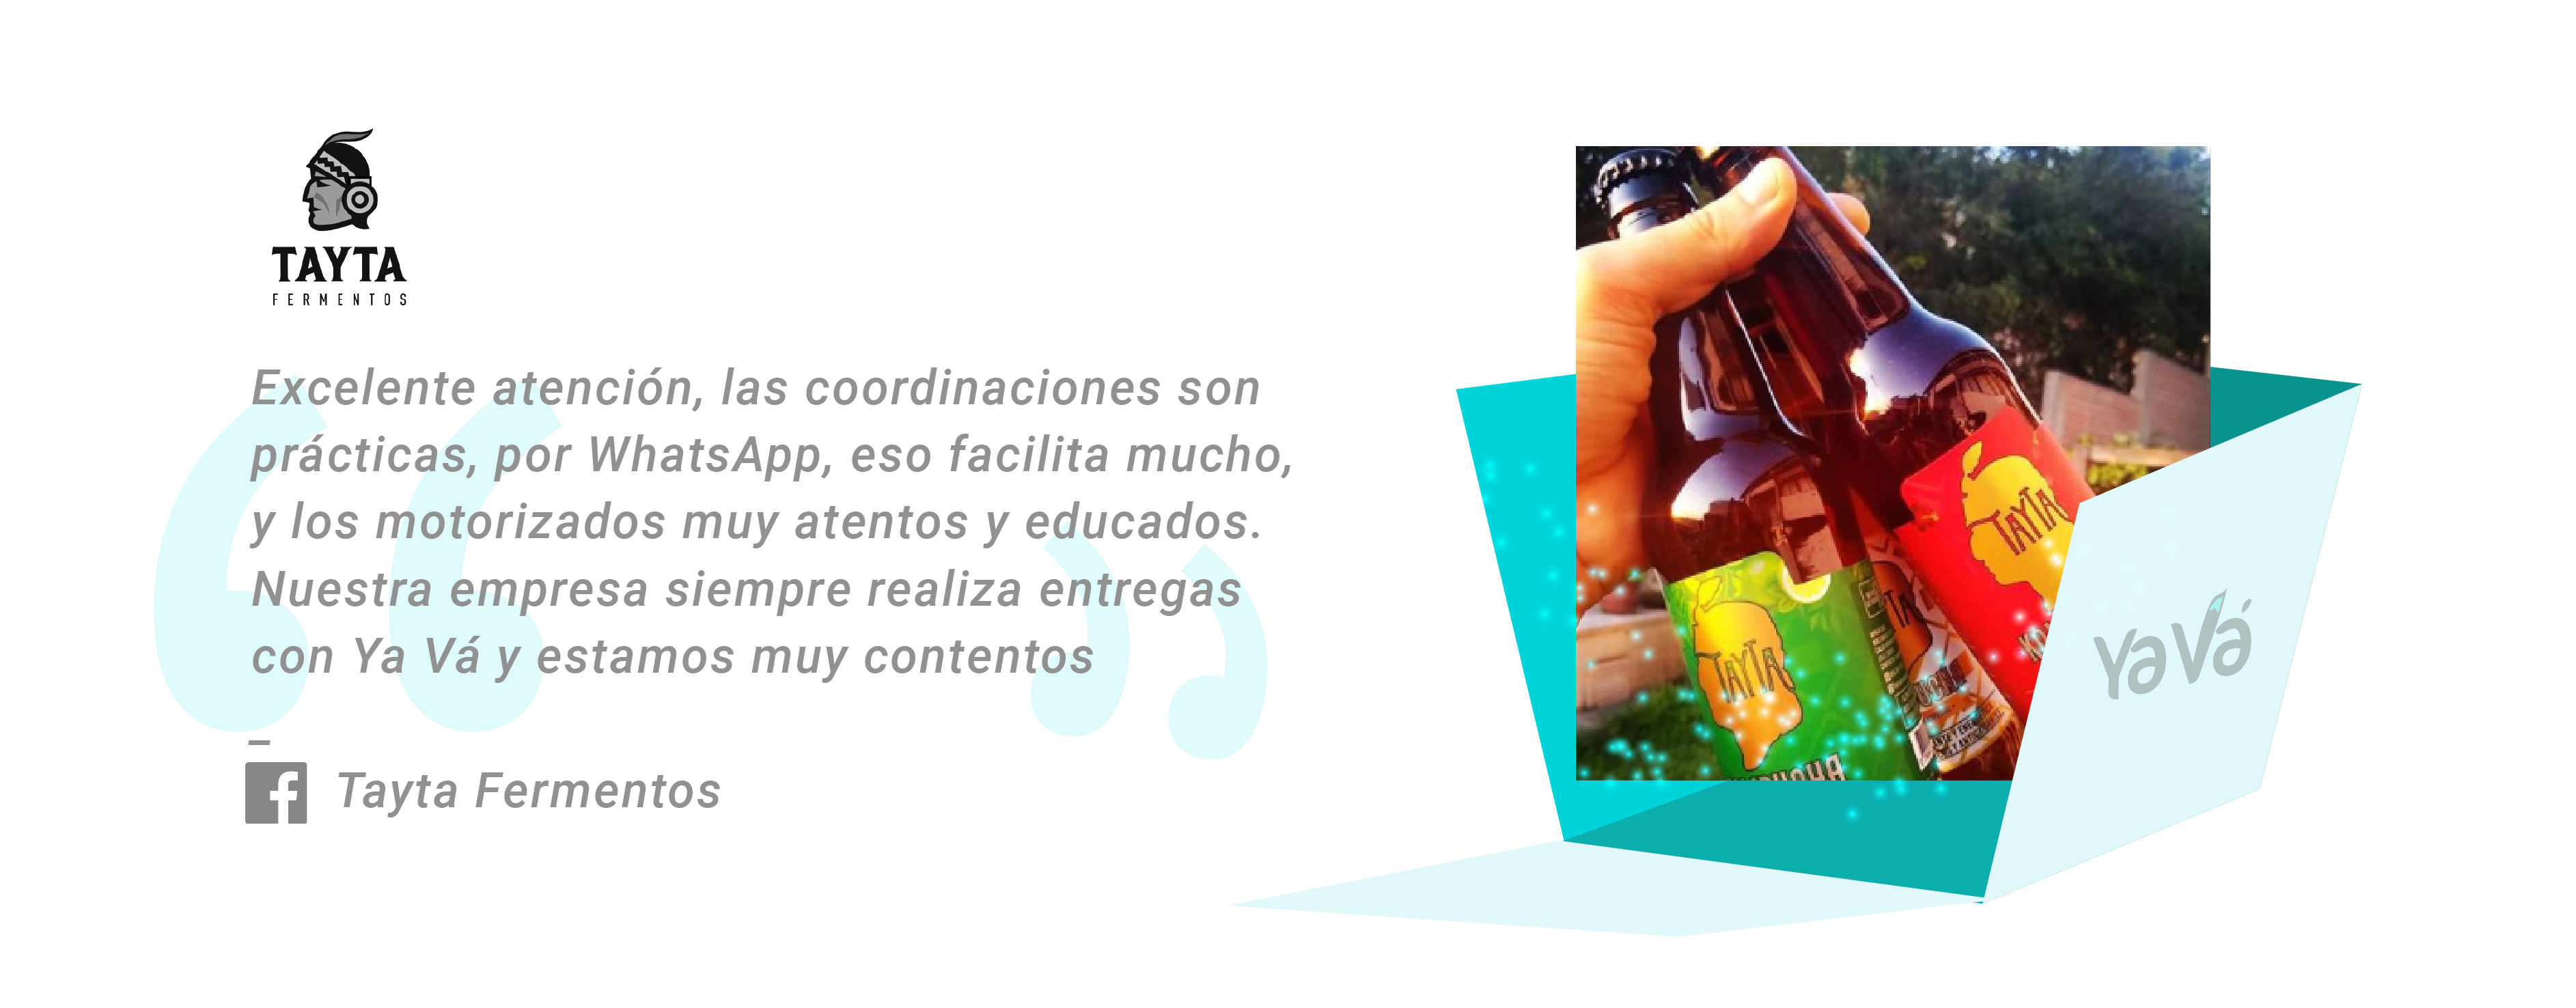 TAYTA
FERMENTOS
Excelente atención, las coordinaciones son
prácticas, por WhatsApp, eso facilita mucho,
y los motorizados muy atentos y educados.
Nuestra empresa siempre realiza entregas
con Ya Vá y estamos muy contentos
–
Tayta Fermentos
TAYTA
TAYTA
TAYTA
Ya Vá